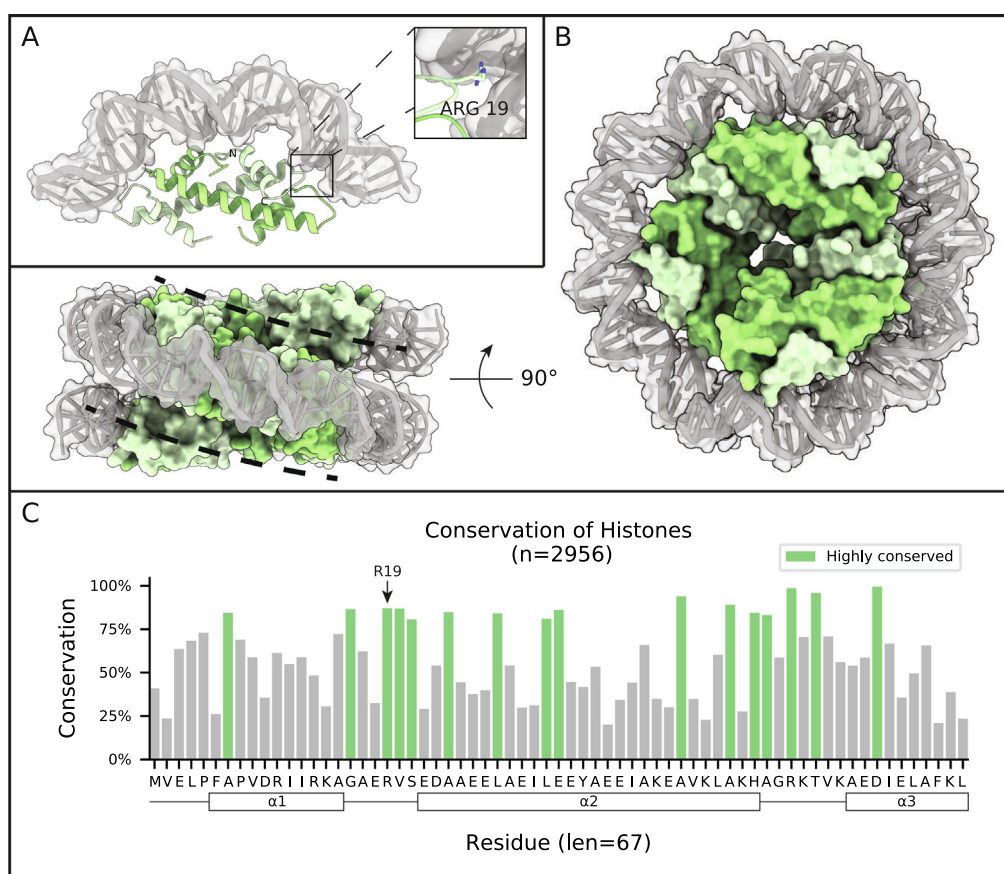 A
N
C
ARG 19
B
90°
C
Conservation of Histones
(n=2956)
Highly conserved
R19
100%
75%
50%
25%
0%
Conservation
MVELPFAPVDRIIRKAGAERVSEDAAEELAEILEEYAEEIAKEAVKLAKHAGRKTVKAEDIELAFKL
α1
α2
α3
Residue (len=67)